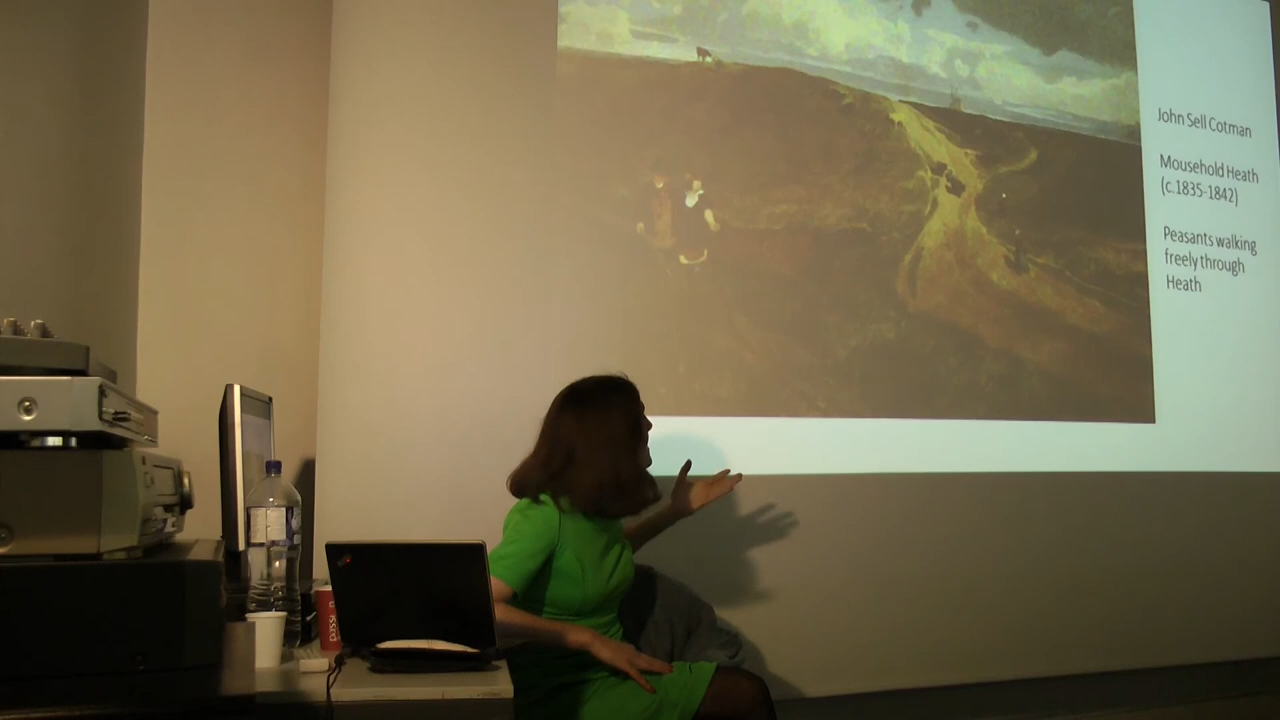 John Sell Cotman
Mousehold Heath
(c.1835-1842)
Peasants walking
freely through
Heath